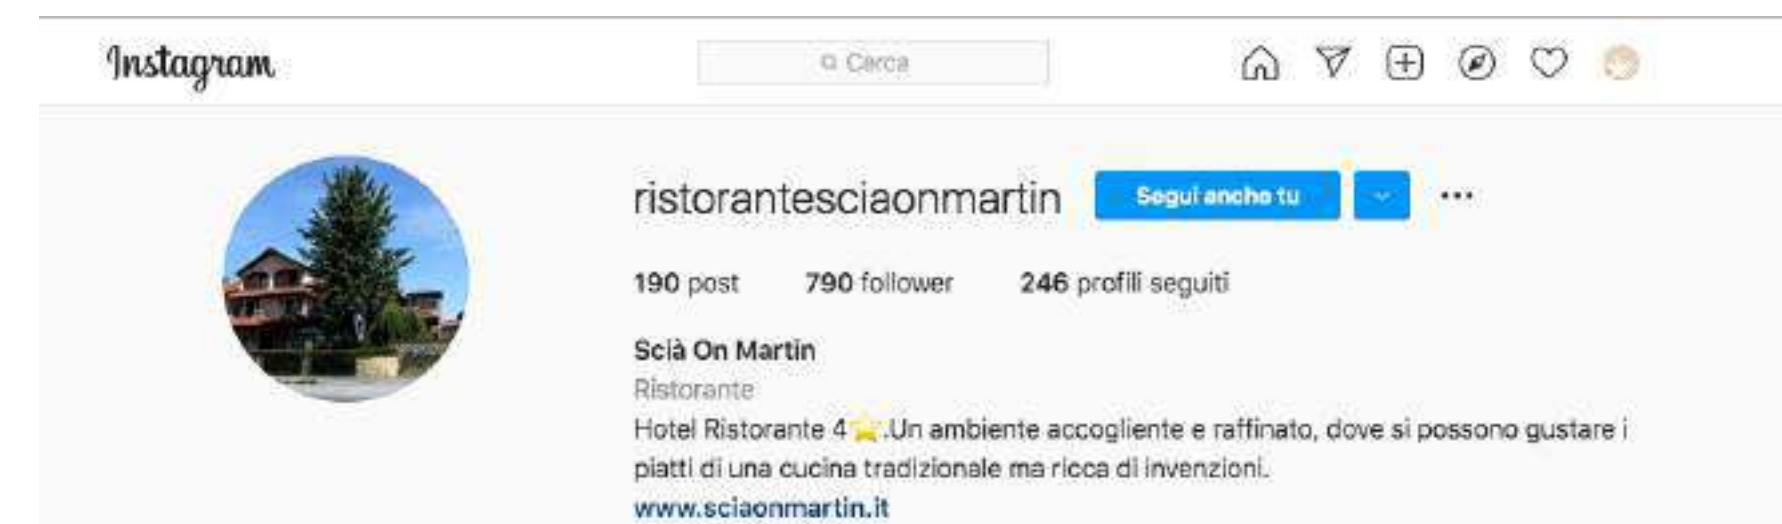 Instagram
Cerca
ristorantesciaonmartin Segui anche tu
190 post 790 follower 246 profili seguiti
Scià On Martin
Ristorante
Hotel Ristorante 4⭐.Un ambiente accogliente e raffinato, dove si possono gustare i
piatti di una cucina tradizionale ma ricca di invenzioni.
www.sciaonmartin.it